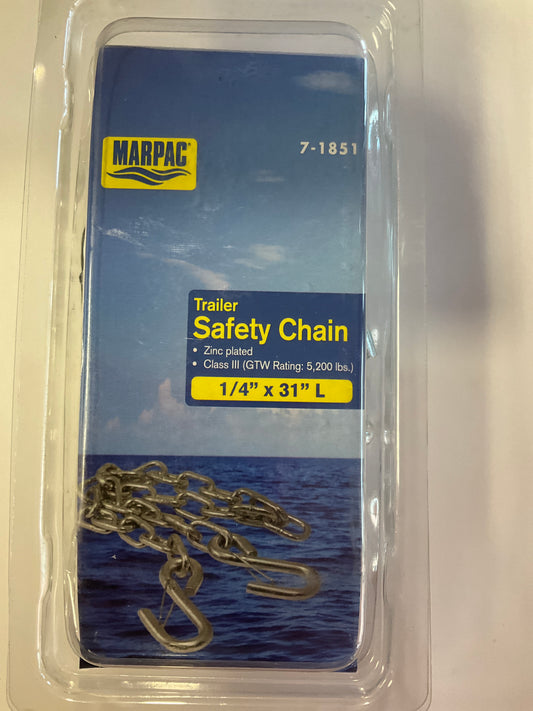 MARPAC®
7-1851
Trailer
Safety Chain
• Zinc plated
• Class III (GTW Rating: 5,200 lbs.)
1/4” x 31” L